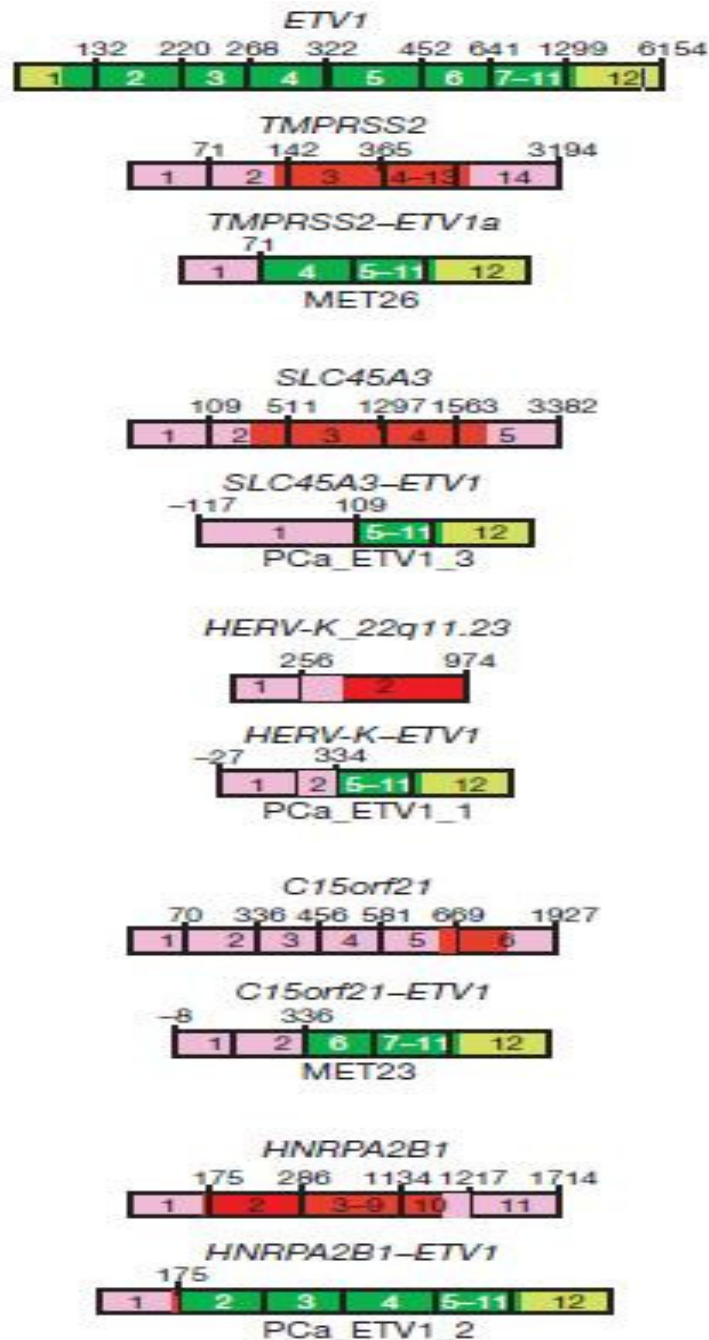 ETV1
132 220 268 322 452 641 1299 6154
1 2 3 4 5 6 7–11 12
TMPRSS2
71 142 365 3194
1 2 3 4–13 14
TMPRSS2–ETV1a
71
1 4 5–11 12
MET26
SLC45A3
109 511 1297 1563 3382
1 2 3 4 5
SLC45A3–ETV1
–117 109
1 5–11 12
PCa_ETV1_3
HERV-K_22q11.23
256 974
1 2
HERV-K–ETV1
–27 334
1 2 5–11 12
PCa_ETV1_1
C15orf21
70 336 456 581 669 1927
1 2 3 4 5 6
C15orf21–ETV1
–8 336
1 2 6 7–11 12
MET23
HNRPA2B1
175 286 1134 1217 1714
1 2 3–9 10 11
HNRPA2B1–ETV1
175
1 2 3 4 5–11 12
PCa_ETV1_2